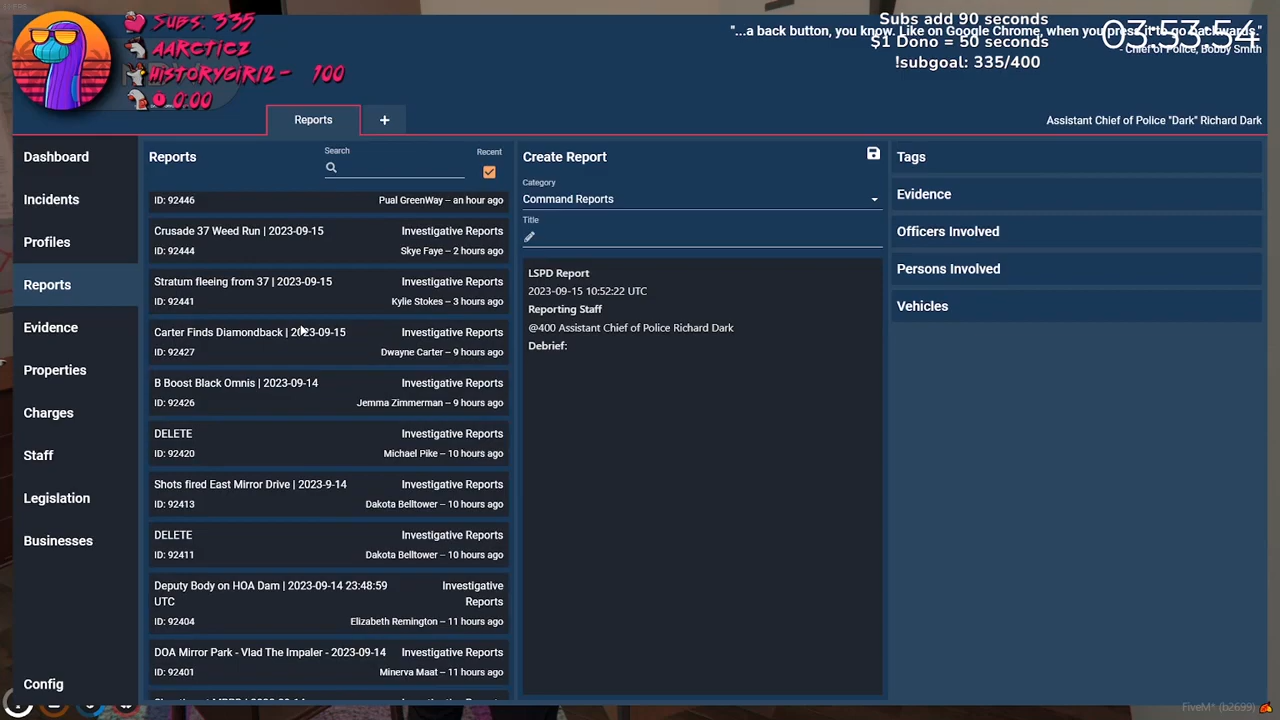 Subs: 335
AARCTICZ
HISTORYGIRL2 - 100
0:00
Subs add 90 seconds
$1 Dono = 50 seconds
!subgoal: 335/400
03:53:54
"...a back button, you know. Like on Google Chrome, when you press it to go backwards."
- Chief of Police, Bobby Smith
Reports
+
Assistant Chief of Police "Dark" Richard Dark
Dashboard
Incidents
Profiles
Reports
Evidence
Properties
Charges
Staff
Legislation
Businesses
Config
Reports
Search
Recent
ID: 92446
Pual GreenWay – an hour ago
Crusade 37 Weed Run | 2023-09-15
Investigative Reports
ID: 92444
Skye Faye – 2 hours ago
Stratum fleeing from 37 | 2023-09-15
Investigative Reports
ID: 92441
Kylie Stokes – 3 hours ago
Carter Finds Diamondback | 2023-09-15
Investigative Reports
ID: 92427
Dwayne Carter – 9 hours ago
B Boost Black Omnis | 2023-09-14
Investigative Reports
ID: 92426
Jemma Zimmerman – 9 hours ago
DELETE
Investigative Reports
ID: 92420
Michael Pike – 10 hours ago
Shots fired East Mirror Drive | 2023-9-14
Investigative Reports
ID: 92413
Dakota Belltower – 10 hours ago
DELETE
Investigative Reports
ID: 92411
Dakota Belltower – 10 hours ago
Deputy Body on HOA Dam | 2023-09-14 23:48:59
UTC
Investigative
Reports
ID: 92404
Elizabeth Remington – 11 hours ago
DOA Mirror Park - Vlad The Impaler - 2023-09-14
Investigative Reports
ID: 92401
Minerva Maat – 11 hours ago
Create Report
Category
Command Reports
Title
LSPD Report
2023-09-15 10:52:22 UTC
Reporting Staff
@400 Assistant Chief of Police Richard Dark
Debrief:
Tags
Evidence
Officers Involved
Persons Involved
Vehicles
FiveM* (b2699)